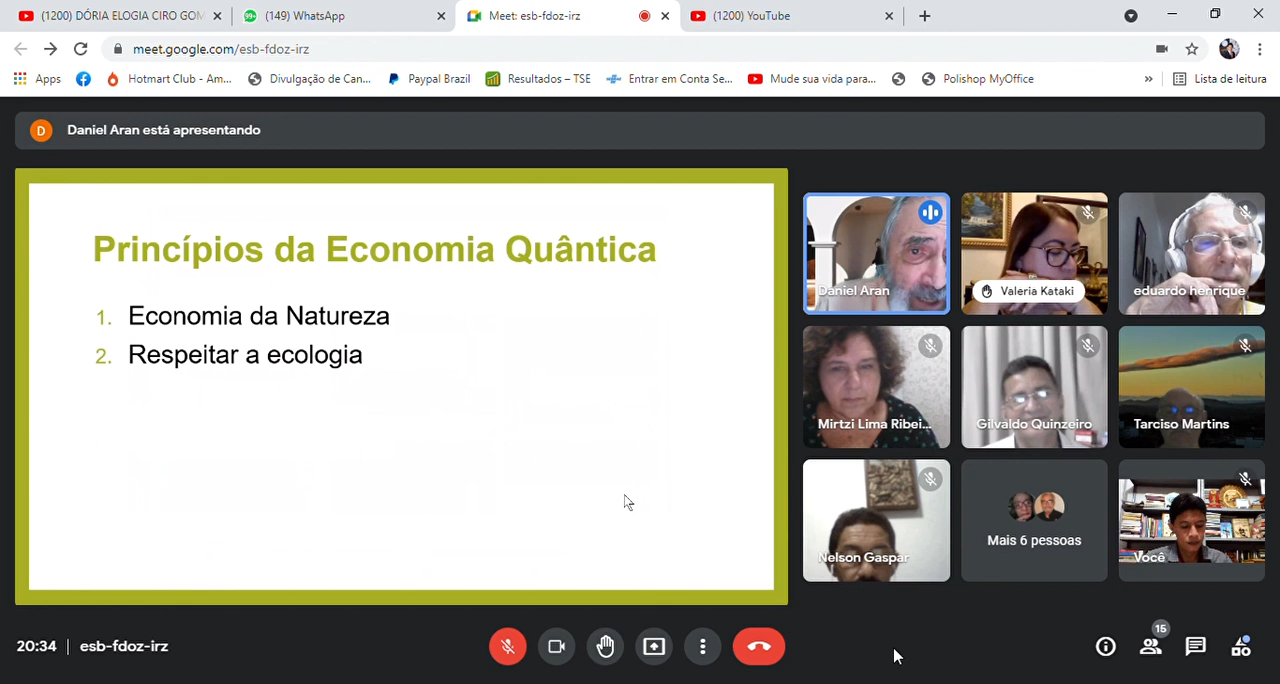 (1200) DÓRIA ELOGIA CIRO GOM
(149) WhatsApp
Meet: esb-fdoz-irz
(1200) YouTube
meet.google.com/esb-fdoz-irz
Apps
Hotmart Club - Am...
Divulgação de Can...
Paypal Brazil
Resultados – TSE
Entrar em Conta Se...
Mude sua vida para...
Polishop MyOffice
»
Lista de leitura
D
Daniel Aran está apresentando
Princípios da Economia Quântica
1. Economia da Natureza
2. Respeitar a ecologia
Daniel Aran
Valeria Kataki
eduardo henrique
Mirtzi Lima Ribei...
Gilvaldo Quinzeiro
Tarciso Martins
Nelson Gaspar
Mais 6 pessoas
Você
20:34 | esb-fdoz-irz
15